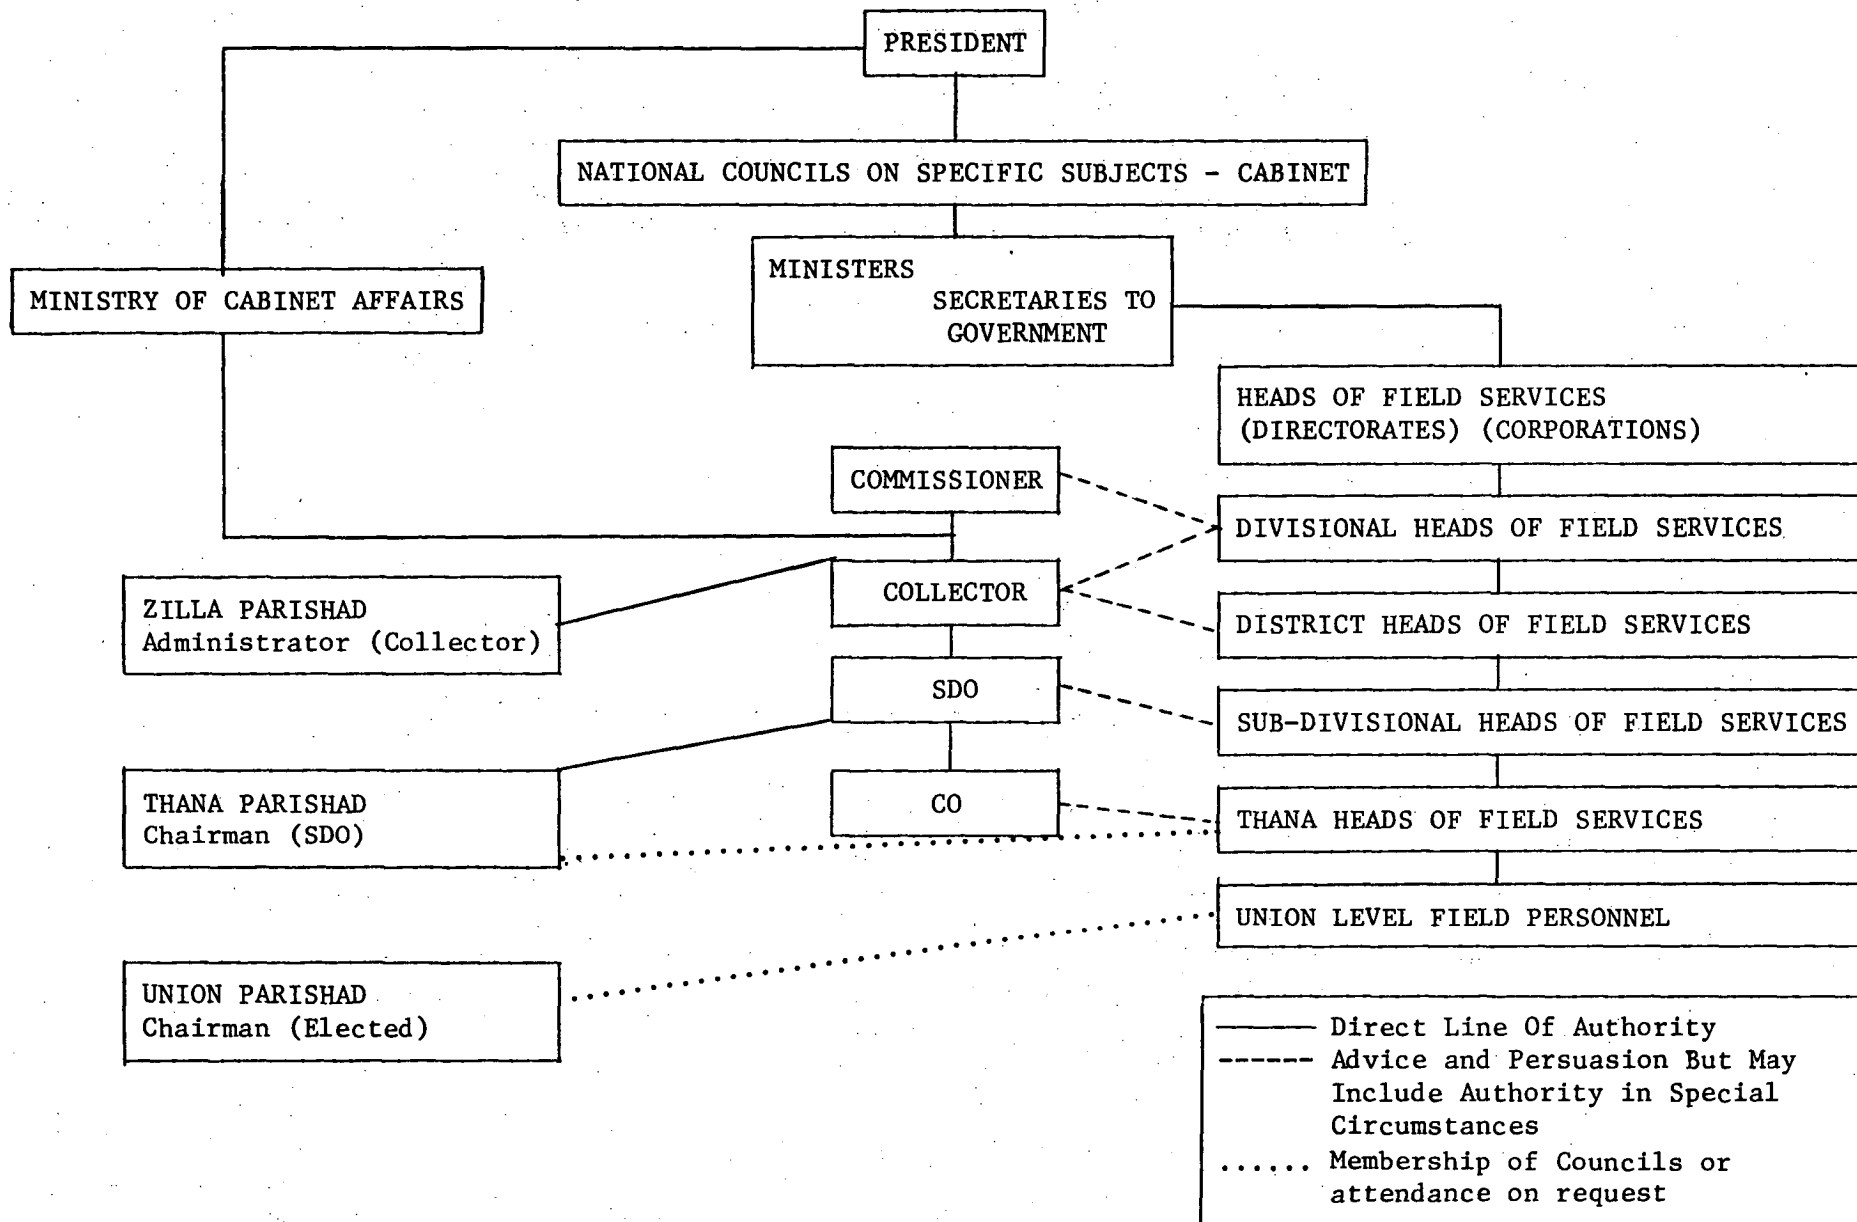 PRESIDENT
NATIONAL COUNCILS ON SPECIFIC SUBJECTS - CABINET
MINISTRY OF CABINET AFFAIRS
MINISTERS
SECRETARIES TO
GOVERNMENT
HEADS OF FIELD SERVICES
(DIRECTORATES) (CORPORATIONS)
COMMISSIONER
DIVISIONAL HEADS OF FIELD SERVICES
ZILLA PARISHAD
Administrator (Collector)
COLLECTOR
DISTRICT HEADS OF FIELD SERVICES
SDO
SUB-DIVISIONAL HEADS OF FIELD SERVICES
THANA PARISHAD
Chairman (SDO)
CO
THANA HEADS OF FIELD SERVICES
UNION LEVEL FIELD PERSONNEL
UNION PARISHAD
Chairman (Elected)
Direct Line Of Authority
Advice and Persuasion But May
Include Authority in Special
Circumstances
Membership of Councils or
attendance on request